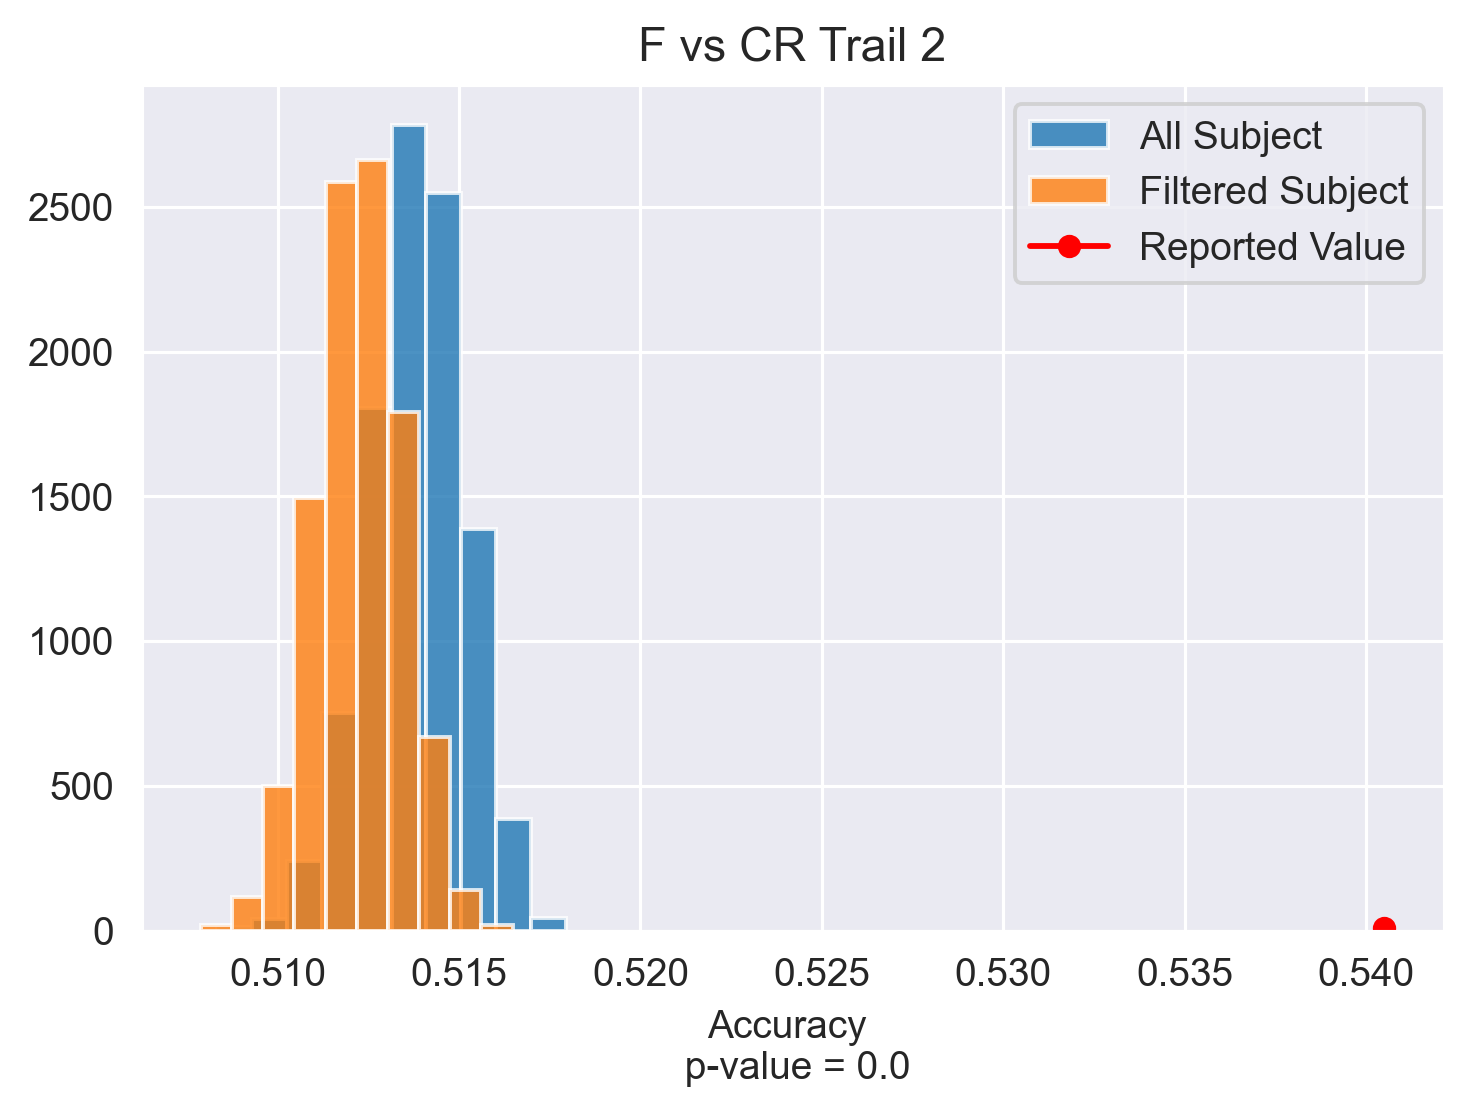 F vs CR Trail 2
All Subject
Filtered Subject
Reported Value
2500
2000
1500
1000
500
0
0.510 0.515 0.520 0.525 0.530 0.535 0.540
Accuracy
p-value = 0.0